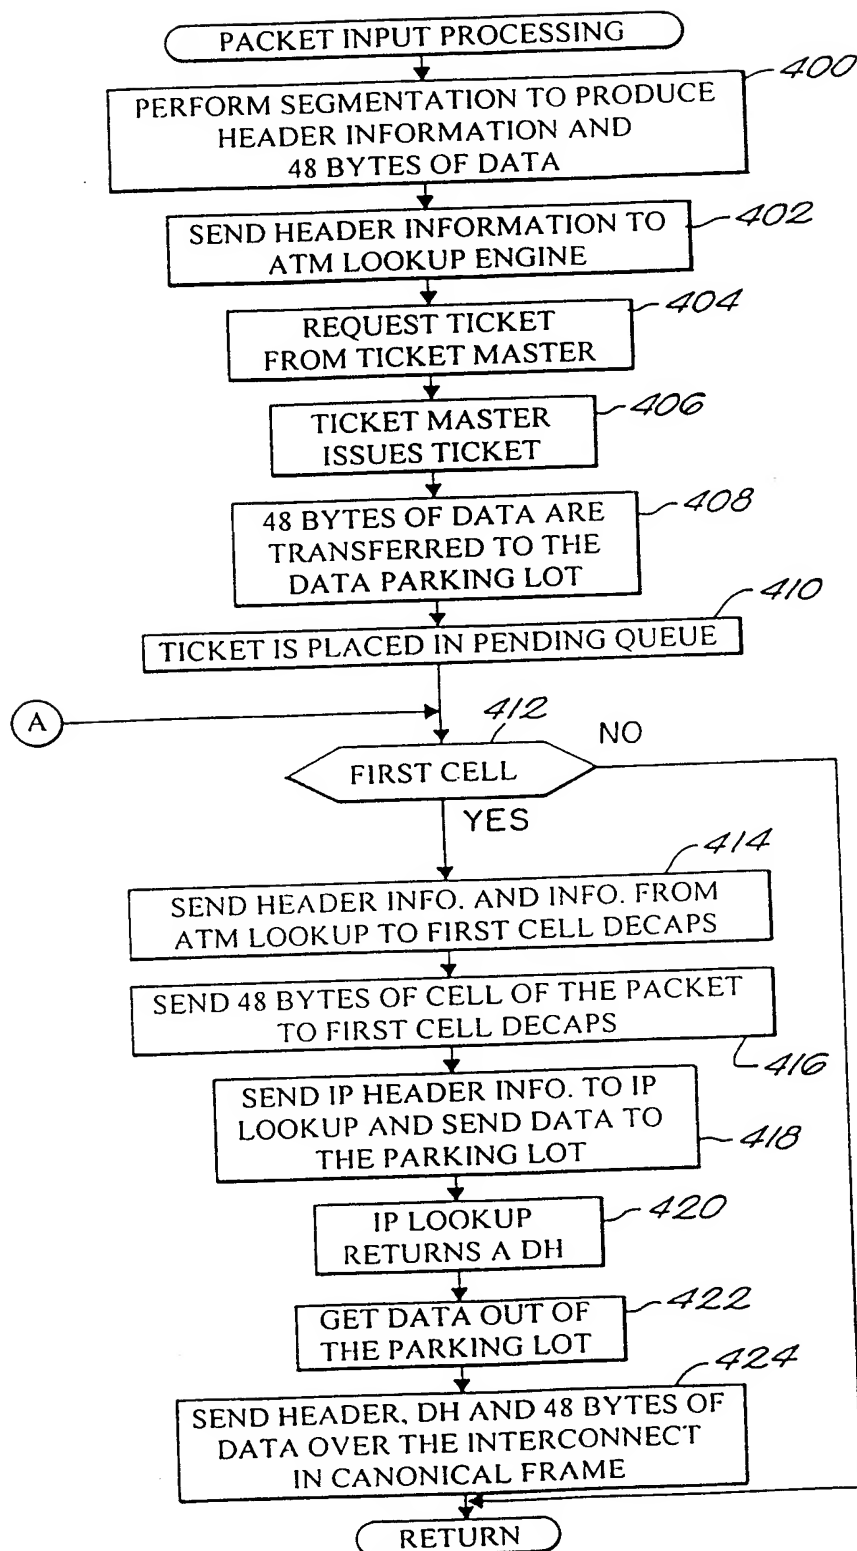 PACKET INPUT PROCESSING
400
PERFORM SEGMENTATION TO PRODUCE
HEADER INFORMATION AND
48 BYTES OF DATA
402
SEND HEADER INFORMATION TO
ATM LOOKUP ENGINE
404
REQUEST TICKET
FROM TICKET MASTER
406
TICKET MASTER
ISSUES TICKET
408
48 BYTES OF DATA ARE
TRANSFERRED TO THE
DATA PARKING LOT
410
TICKET IS PLACED IN PENDING QUEUE
A
412
NO
FIRST CELL
YES
414
SEND HEADER INFO. AND INFO. FROM
ATM LOOKUP TO FIRST CELL DECAPS
SEND 48 BYTES OF CELL OF THE PACKET
TO FIRST CELL DECAPS
416
SEND IP HEADER INFO. TO IP
LOOKUP AND SEND DATA TO
THE PARKING LOT
418
IP LOOKUP
RETURNS A DH
420
GET DATA OUT OF
THE PARKING LOT
422
424
SEND HEADER, DH AND 48 BYTES OF
DATA OVER THE INTERCONNECT
IN CANONICAL FRAME
RETURN